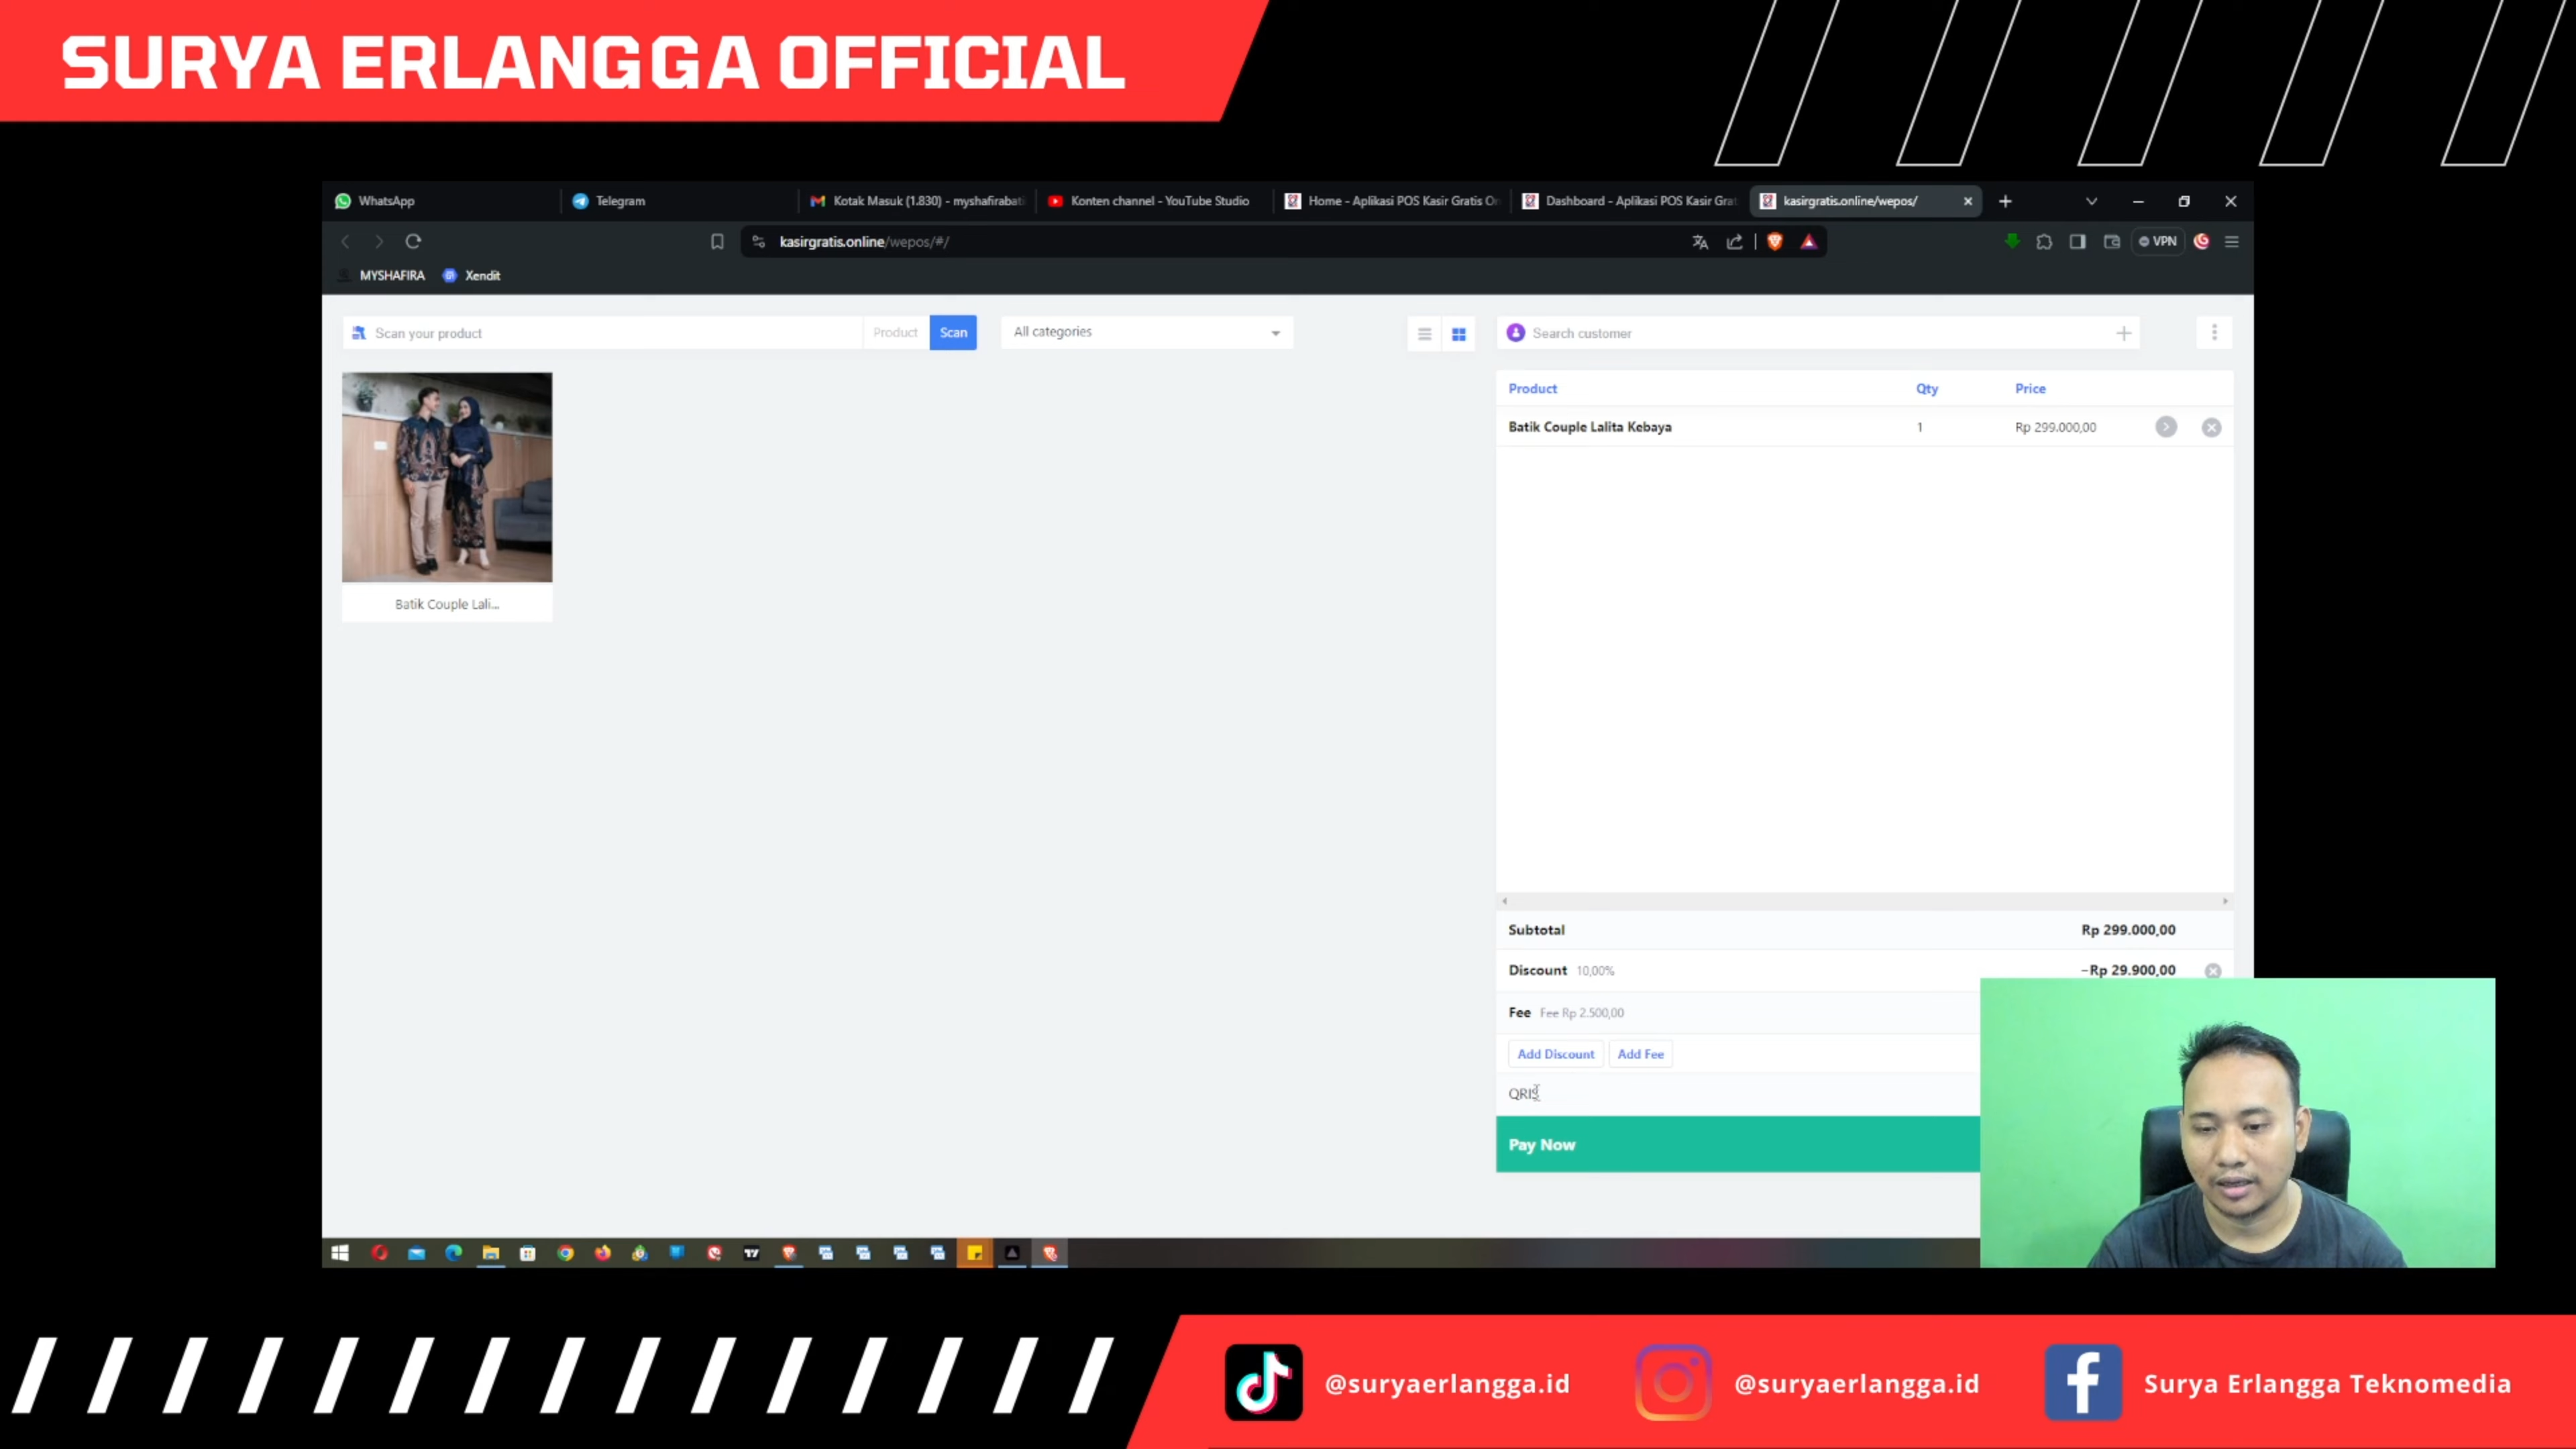 SURYA ERLANGGA OFFICIAL
WhatsApp
Telegram
Kotak Masuk (1.830) - myshafirabati
Konten channel - YouTube Studio
Home - Aplikasi POS Kasir Gratis On
Dashboard - Aplikasi POS Kasir Grat
kasirgratis.online/wepos/
kasirgratis.online/wepos/#/
VPN
MYSHAFIRA
Xendit
Scan your product
Product
Scan
All categories
Search customer
Product Qty Price
Batik Couple Lalita Kebaya 1 Rp 299.000,00
Batik Couple Lali...
Subtotal Rp 299.000,00
Discount 10,00% -Rp 29.900,00
Fee Fee Rp 2.500,00
Add Discount Add Fee
QRIS
Pay Now
@suryaerlangga.id
@suryaerlangga.id
Surya Erlangga Teknomedia